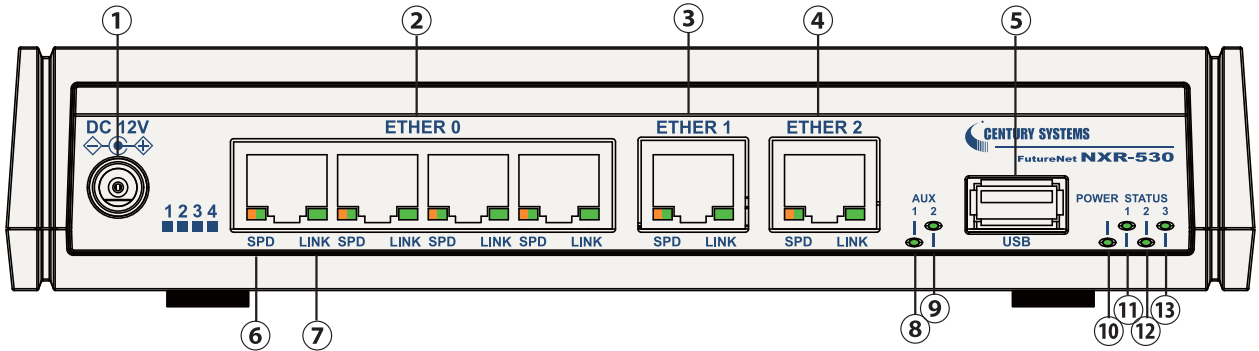 ① ② ③ ④ ⑤
DC 12V
ETHER 0
ETHER 1
ETHER 2
CENTURY SYSTEMS
FutureNet NXR-530
1 2 3 4
SPD LINK SPD LINK SPD LINK SPD LINK
SPD LINK
SPD LINK
AUX
1 2
USB
POWER STATUS
1 2 3
⑥ ⑦ ⑧ ⑨ ⑩ ⑪ ⑫ ⑬